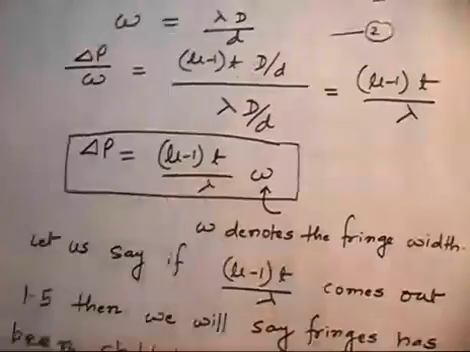 ω = λD/d — (2)
ΔP/ω = (μ-1)t D/d / λD/d = (μ-1)t/λ
ΔP = (μ-1)t/λ ω
ω denotes the fringe width.
Let us say if (μ-1)t/λ comes out
1.5 then we will say fringes has
been